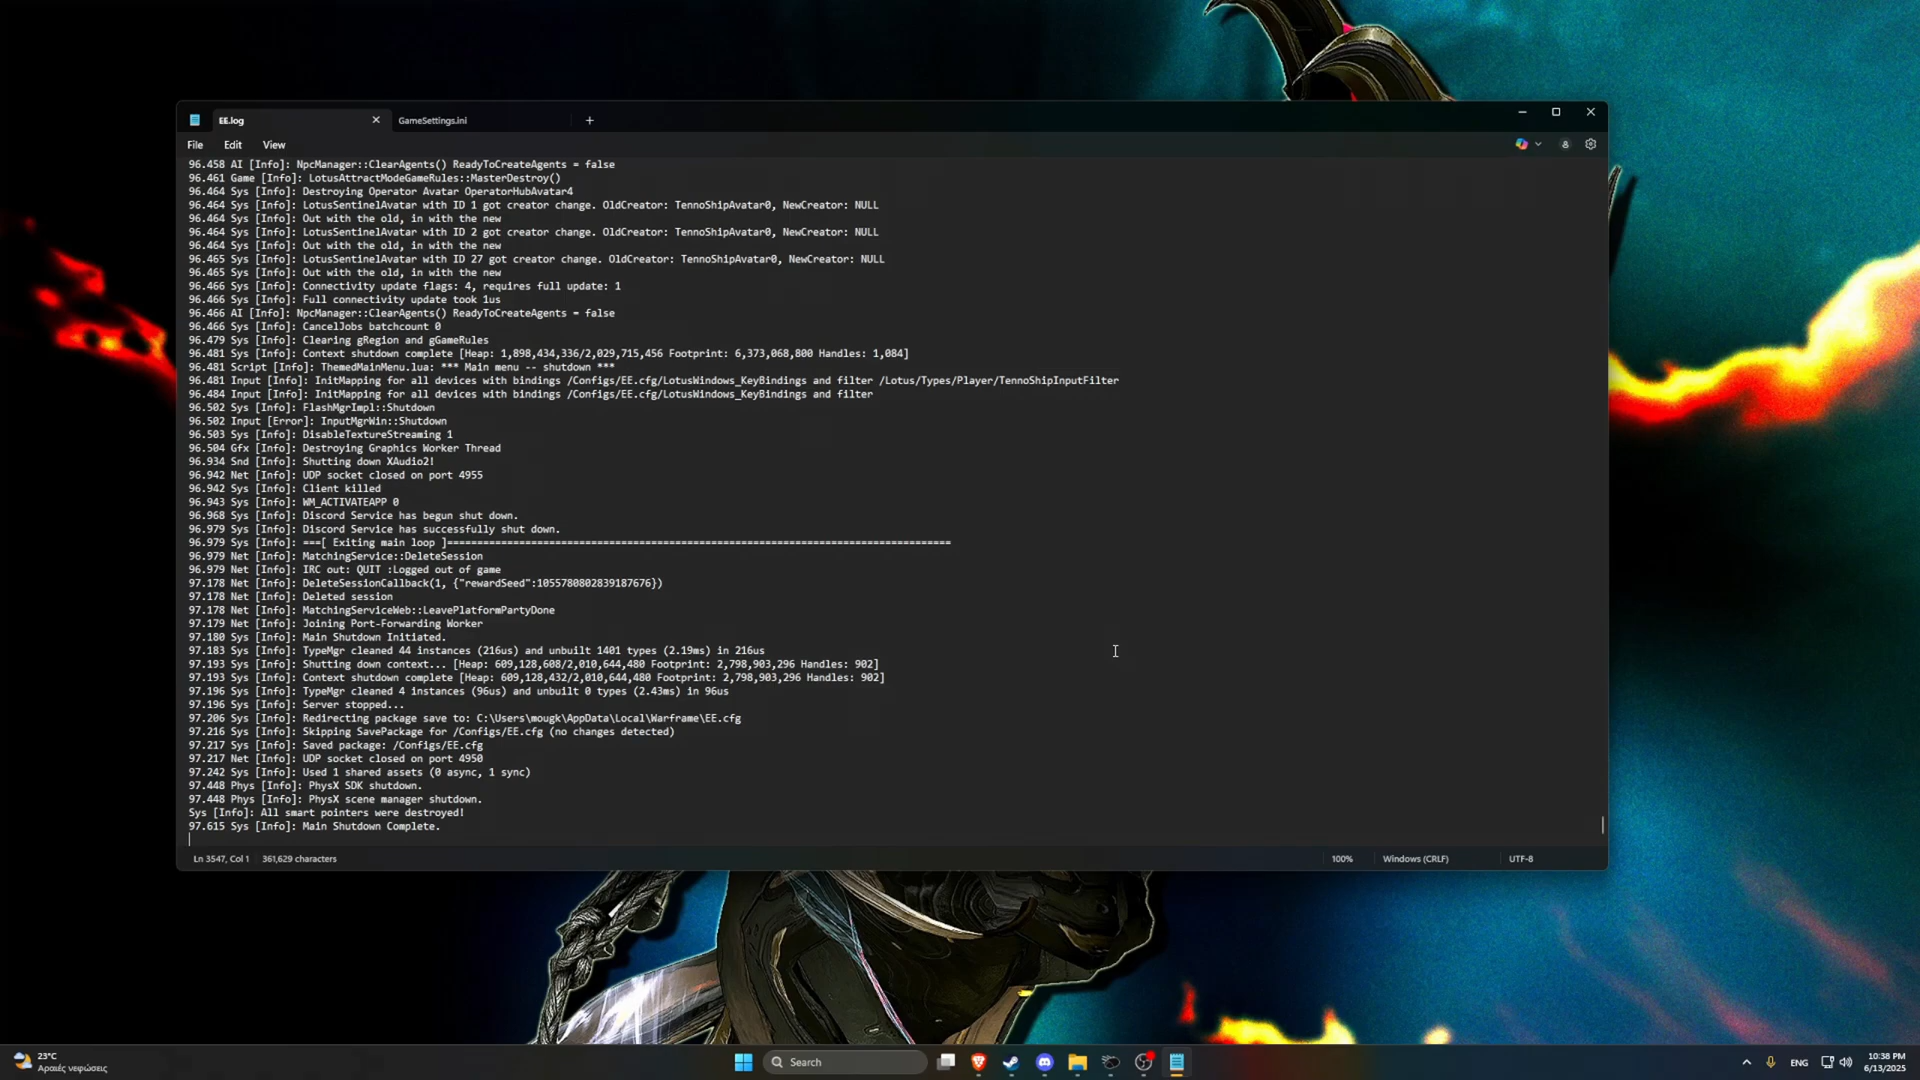 EE.log
GameSettings.ini
File Edit View
96.458 AI [Info]: NpcManager::ClearAgents() ReadyToCreateAgents = false
96.461 Game [Info]: LotusAttractModeGameRules::MasterDestroy()
96.464 Sys [Info]: Destroying Operator Avatar OperatorHubAvatar4
96.464 Sys [Info]: LotusSentinelAvatar with ID 1 got creator change. OldCreator: TennoShipAvatar0, NewCreator: NULL
96.464 Sys [Info]: Out with the old, in with the new
96.464 Sys [Info]: LotusSentinelAvatar with ID 2 got creator change. OldCreator: TennoShipAvatar0, NewCreator: NULL
96.464 Sys [Info]: Out with the old, in with the new
96.465 Sys [Info]: LotusSentinelAvatar with ID 27 got creator change. OldCreator: TennoShipAvatar0, NewCreator: NULL
96.465 Sys [Info]: Out with the old, in with the new
96.466 Sys [Info]: Connectivity update flags: 4, requires full update: 1
96.466 Sys [Info]: Full connectivity update took 1us
96.466 AI [Info]: NpcManager::ClearAgents() ReadyToCreateAgents = false
96.466 Sys [Info]: CancelJobs batchcount 0
96.479 Sys [Info]: Clearing gRegion and gGameRules
96.481 Sys [Info]: Context shutdown complete [Heap: 1,898,434,336/2,029,715,456 Footprint: 6,373,068,800 Handles: 1,084]
96.481 Script [Info]: ThemedMainMenu.lua: *** Main menu -- shutdown ***
96.481 Input [Info]: InitMapping for all devices with bindings /Configs/EE.cfg/LotusWindows_KeyBindings and filter /Lotus/Types/Player/TennoShipInputFilter
96.484 Input [Info]: InitMapping for all devices with bindings /Configs/EE.cfg/LotusWindows_KeyBindings and filter
96.502 Sys [Info]: FlashMgrImpl::Shutdown
96.502 Input [Error]: InputMgrWin::Shutdown
96.503 Sys [Info]: DisableTextureStreaming 1
96.504 Gfx [Info]: Destroying Graphics Worker Thread
96.934 Snd [Info]: Shutting down XAudio2!
96.942 Net [Info]: UDP socket closed on port 4955
96.942 Sys [Info]: Client killed
96.943 Sys [Info]: WM_ACTIVATEAPP 0
96.968 Sys [Info]: Discord Service has begun shut down.
96.979 Sys [Info]: Discord Service has successfully shut down.
96.979 Sys [Info]: ===[ Exiting main loop ]====================================================================================
96.979 Net [Info]: MatchingService::DeleteSession
96.979 Net [Info]: IRC out: QUIT :Logged out of game
97.178 Net [Info]: DeleteSessionCallback(1, {"rewardSeed":1055780802839187676})
97.178 Net [Info]: Deleted session
97.178 Net [Info]: MatchingServiceWeb::LeavePlatformPartyDone
97.179 Net [Info]: Joining Port-Forwarding Worker
97.180 Sys [Info]: Main Shutdown Initiated.
97.183 Sys [Info]: TypeMgr cleaned 44 instances (216us) and unbuilt 1401 types (2.19ms) in 216us
97.193 Sys [Info]: Shutting down context... [Heap: 609,128,608/2,010,644,480 Footprint: 2,798,903,296 Handles: 902]
97.193 Sys [Info]: Context shutdown complete [Heap: 609,128,432/2,010,644,480 Footprint: 2,798,903,296 Handles: 902]
97.196 Sys [Info]: TypeMgr cleaned 4 instances (96us) and unbuilt 0 types (2.43ms) in 96us
97.196 Sys [Info]: Server stopped...
97.206 Sys [Info]: Redirecting package save to: C:\Users\mougk\AppData\Local\Warframe\EE.cfg
97.216 Sys [Info]: Skipping SavePackage for /Configs/EE.cfg (no changes detected)
97.217 Sys [Info]: Saved package: /Configs/EE.cfg
97.217 Net [Info]: UDP socket closed on port 4950
97.242 Sys [Info]: Used 1 shared assets (0 async, 1 sync)
97.448 Phys [Info]: PhysX SDK shutdown.
97.448 Phys [Info]: PhysX scene manager shutdown.
Sys [Info]: All smart pointers were destroyed!
97.615 Sys [Info]: Main Shutdown Complete.
Ln 3547, Col 1 361,629 characters 100% Windows (CRLF) UTF-8
23°C
Αραιές νεφώσεις
Search
ENG
10:38 PM
6/13/2025